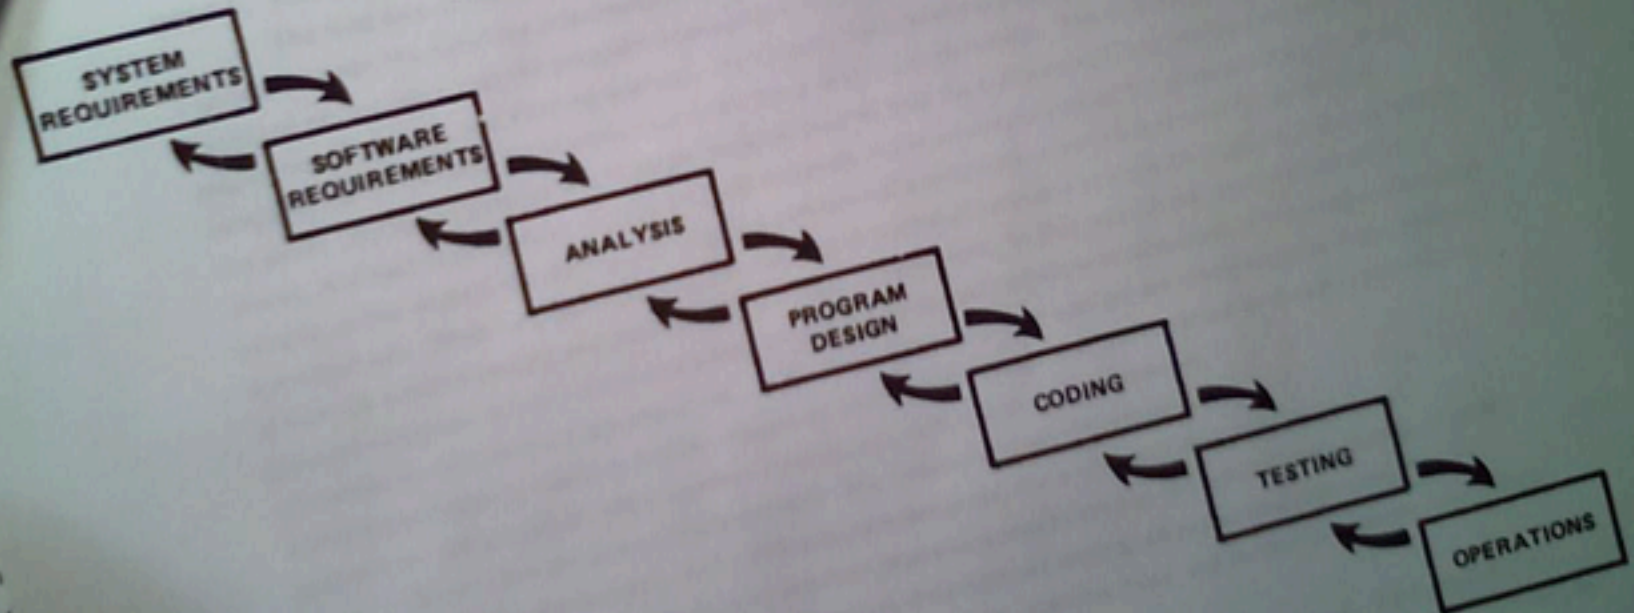 SYSTEM
REQUIREMENTS
SOFTWARE
REQUIREMENTS
ANALYSIS
PROGRAM
DESIGN
CODING
TESTING
OPERATIONS